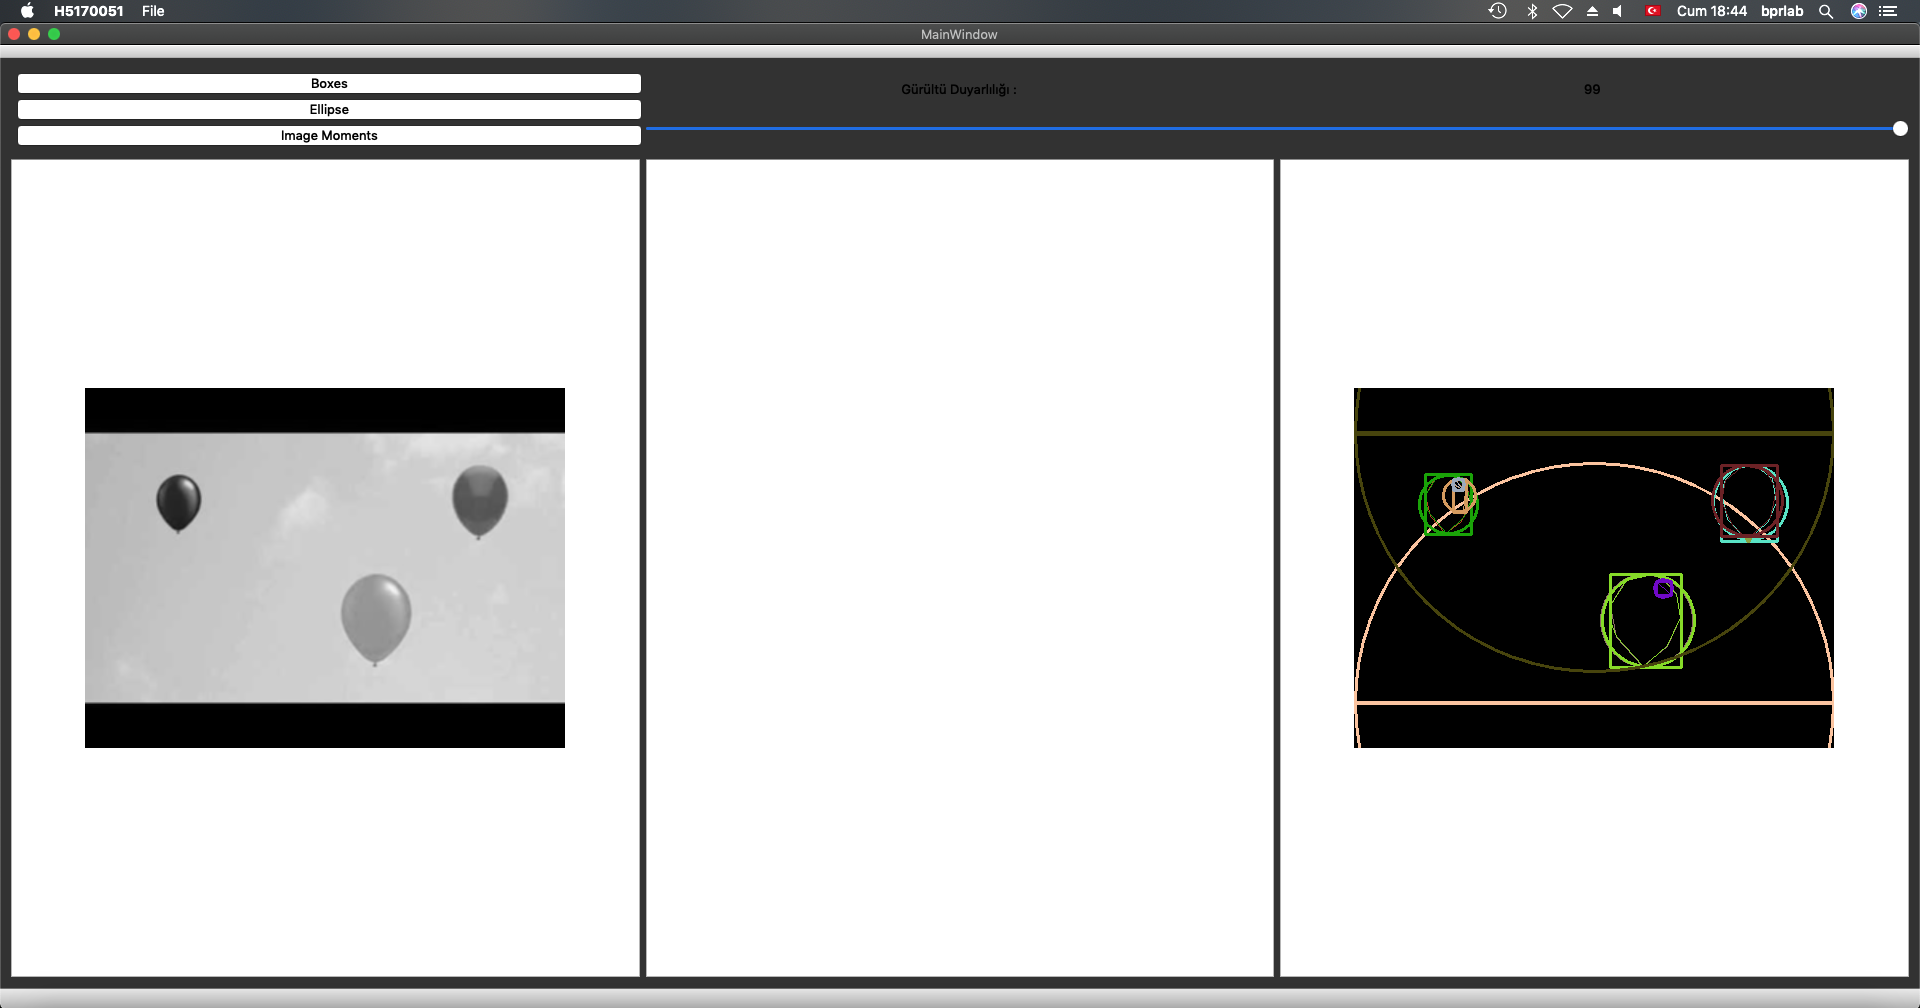 H5170051 File Cum 18:44 bprlab
MainWindow
Boxes
Ellipse
Image Moments
Gürültü Duyarlılığı : 99